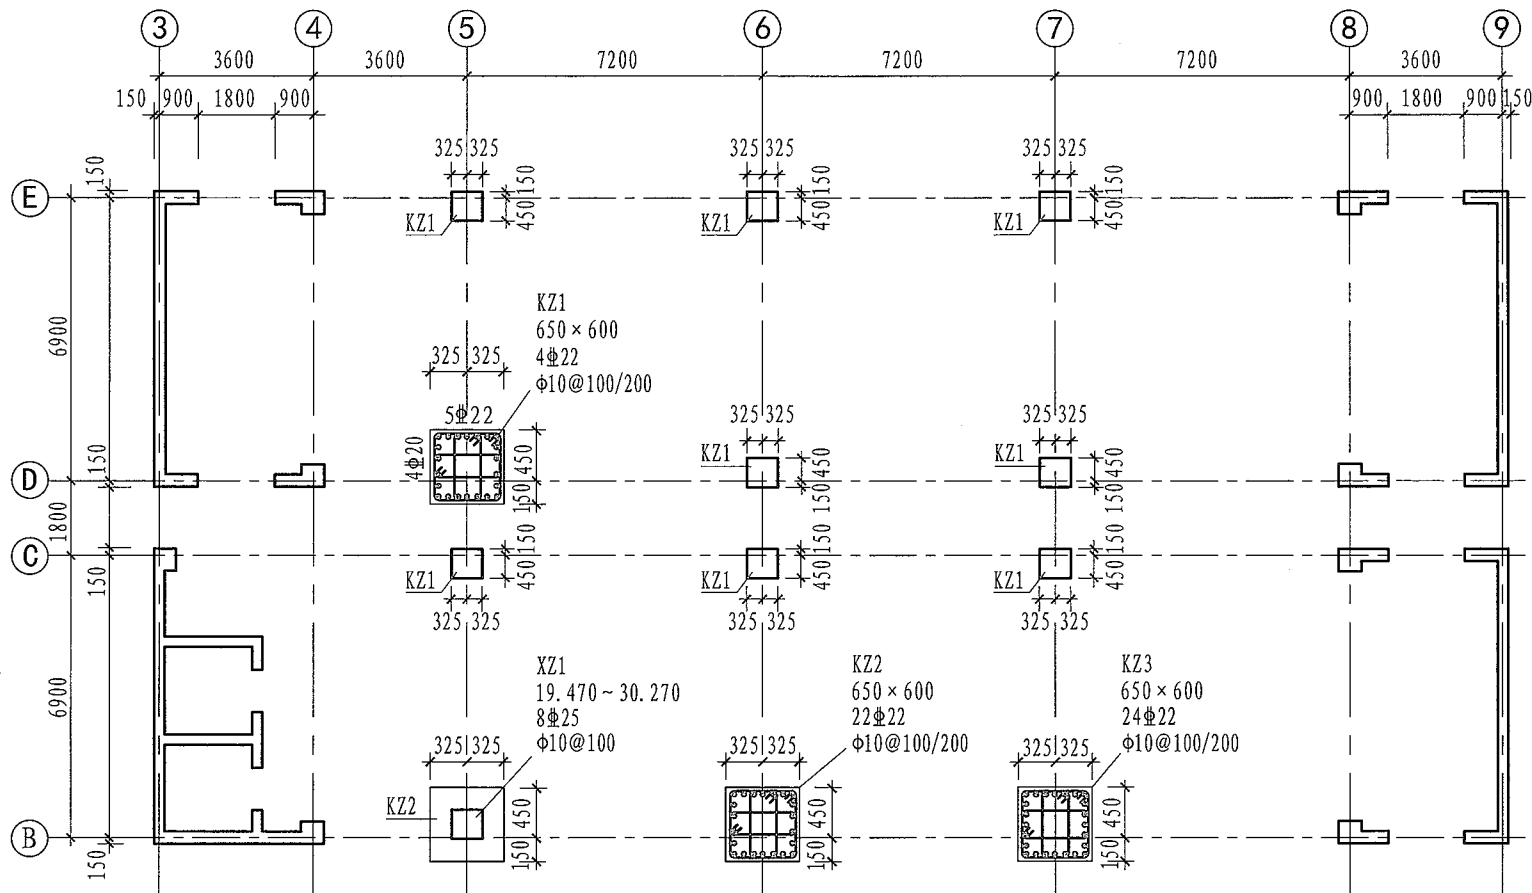 3 4 5 6 7 8 9
3600 3600 7200 7200 7200 3600
150 900 1800 900 900 1800 900 150
325 325 325 325 325 325
E 150 150 150 150
450 450 450
KZ1 KZ1 KZ1
KZ1
650×600
4⌀22
ϕ10@100/200
6900
325 325
5⌀22
4⌀20
450
150
325 325 325 325
KZ1 KZ1
450 450
150 150
D 150
1800
C 150
150 150 150
450 450 450
KZ1 KZ1 KZ1
325 325 325 325 325 325
6900
XZ1
19.470~30.270
8⌀25
ϕ10@100
KZ2
650×600
22⌀22
ϕ10@100/200
KZ3
650×600
24⌀22
ϕ10@100/200
325 325 325 325 325 325
KZ2
450 450 450
150 150 150
B
150